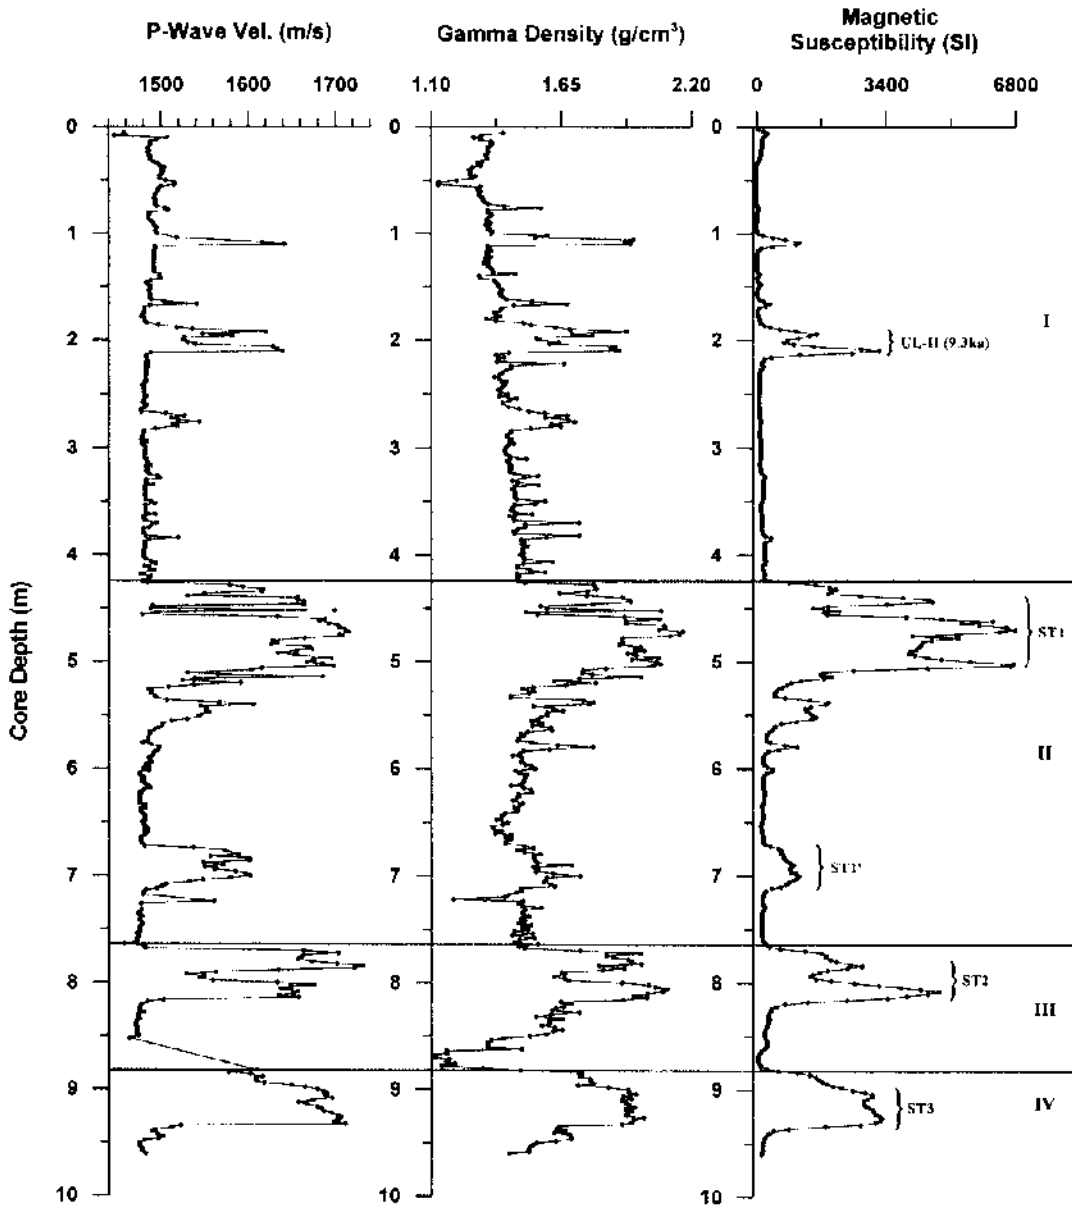 P-Wave Vel. (m/s)
Gamma Density (g/cm³)
Magnetic
Susceptibility (SI)
1500 1600 1700
1.10 1.65 2.20
0 3400 6800
0 0 0
1 1 1
I
2 2 2
UL-II (9.3ka)
3 3 3
4 4 4
Core Depth (m)
ST1
5 5 5
II
6 6 6
ST1'
7 7 7
8 8 8
ST2
III
9 9 9
ST3
IV
10 10 10